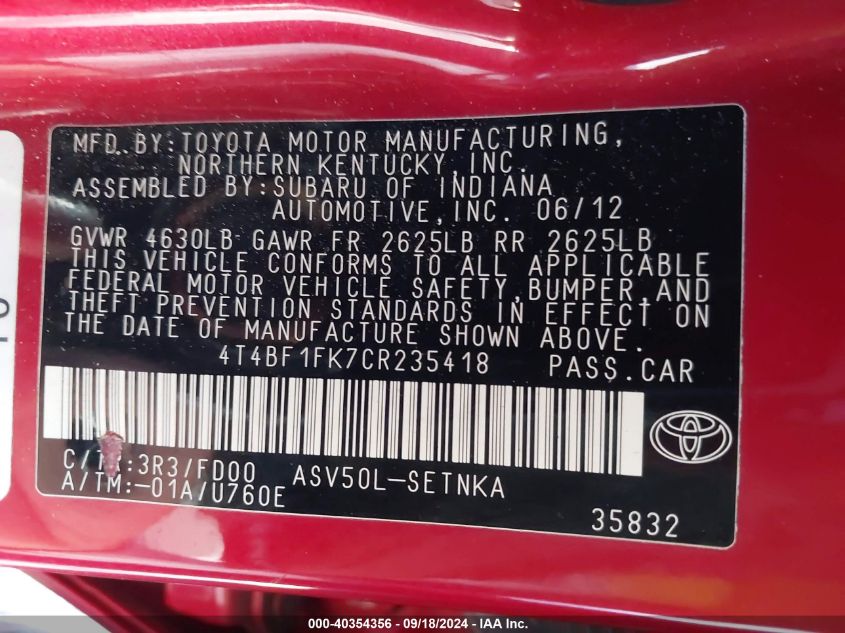 MFD.BY:TOYOTA MOTOR MANUFACTURING,
NORTHERN KENTUCKY,INC.
ASSEMBLED BY:SUBARU OF INDIANA
AUTOMOTIVE,INC. 06/12
GVWR 4630LB GAWR FR 2625LB RR 2625LB
THIS VEHICLE CONFORMS TO ALL APPLICABLE
FEDERAL MOTOR VEHICLE SAFETY,BUMPER,AND
THEFT PREVENTION STANDARDS IN EFFECT ON
THE DATE OF MANUFACTURE SHOWN ABOVE.
4T4BF1FK7CR235418 PASS.CAR
C/TR:3R3/FD00 ASV50L-SETNKA
A/TM:-01A/U760E
35832
000-40354356 - 09/18/2024 - IAA Inc.